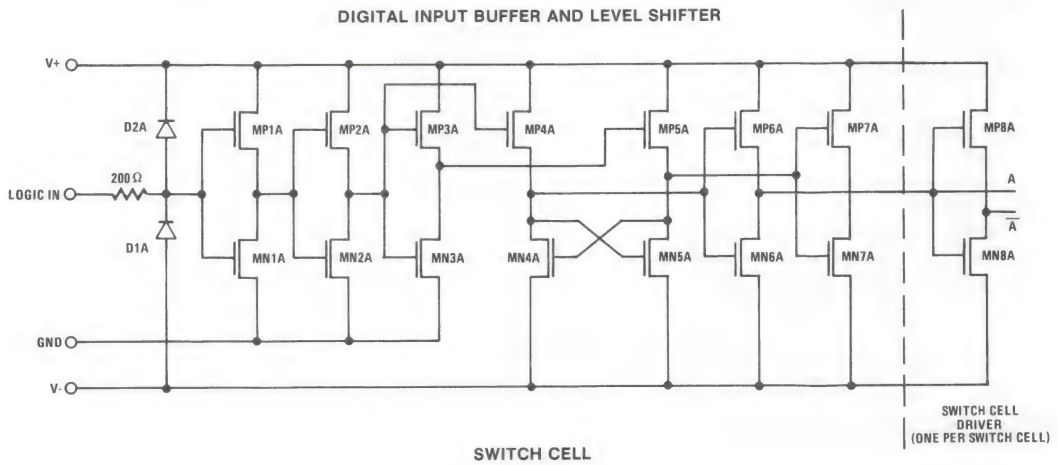 DIGITAL INPUT BUFFER AND LEVEL SHIFTER
V+
D2A
MP1A
MP2A
MP3A
MP4A
MP5A
MP6A
MP7A
MP8A
200Ω
LOGIC IN
A
A̅
D1A
MN1A
MN2A
MN3A
MN4A
MN5A
MN6A
MN7A
MN8A
GND
V-
SWITCH CELL
DRIVER
(ONE PER SWITCH CELL)
SWITCH CELL